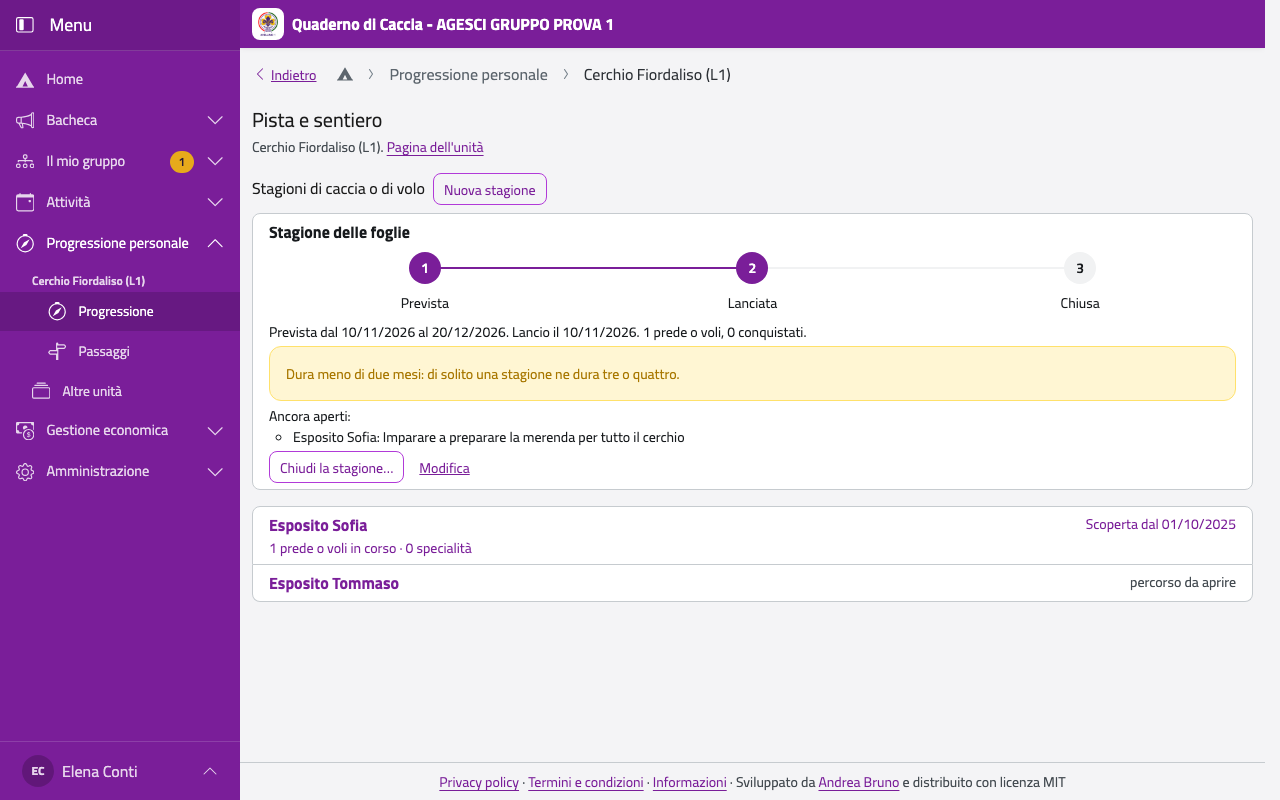 Menu
Quaderno di Caccia - AGESCI GRUPPO PROVA 1
Home
Bacheca
Il mio gruppo 1
Attività
Progressione personale
Cerchio Fiordaliso (L1)
Progressione
Passaggi
Altre unità
Gestione economica
Amministrazione
EC Elena Conti
Indietro Progressione personale Cerchio Fiordaliso (L1)
Pista e sentiero
Cerchio Fiordaliso (L1). Pagina dell'unità
Stagioni di caccia o di volo Nuova stagione
Stagione delle foglie
1 2 3
Prevista Lanciata Chiusa
Prevista dal 10/11/2026 al 20/12/2026. Lancio il 10/11/2026. 1 prede o voli, 0 conquistati.
Dura meno di due mesi: di solito una stagione ne dura tre o quattro.
Ancora aperti:
Esposito Sofia: Imparare a preparare la merenda per tutto il cerchio
Chiudi la stagione... Modifica
Esposito Sofia Scoperta dal 01/10/2025
1 prede o voli in corso · 0 specialità
Esposito Tommaso percorso da aprire
Privacy policy · Termini e condizioni · Informazioni · Sviluppato da Andrea Bruno e distribuito con licenza MIT